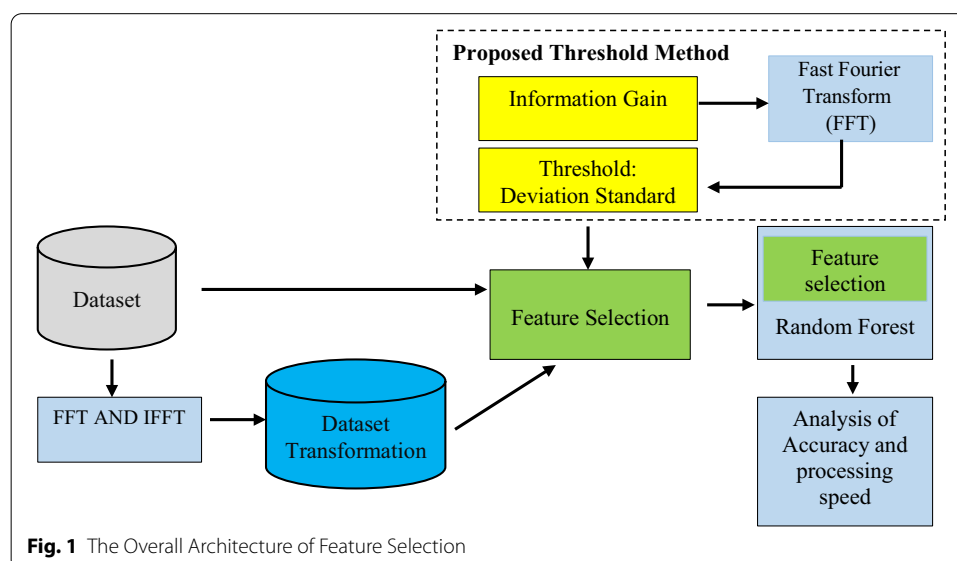 Proposed Threshold Method
Information Gain
Fast Fourier
Transform
(FFT)
Threshold:
Deviation Standard
Dataset
Feature Selection
Feature
selection
Random Forest
FFT AND IFFT
Dataset
Transformation
Analysis of
Accuracy and
processing
speed
Fig. 1 The Overall Architecture of Feature Selection